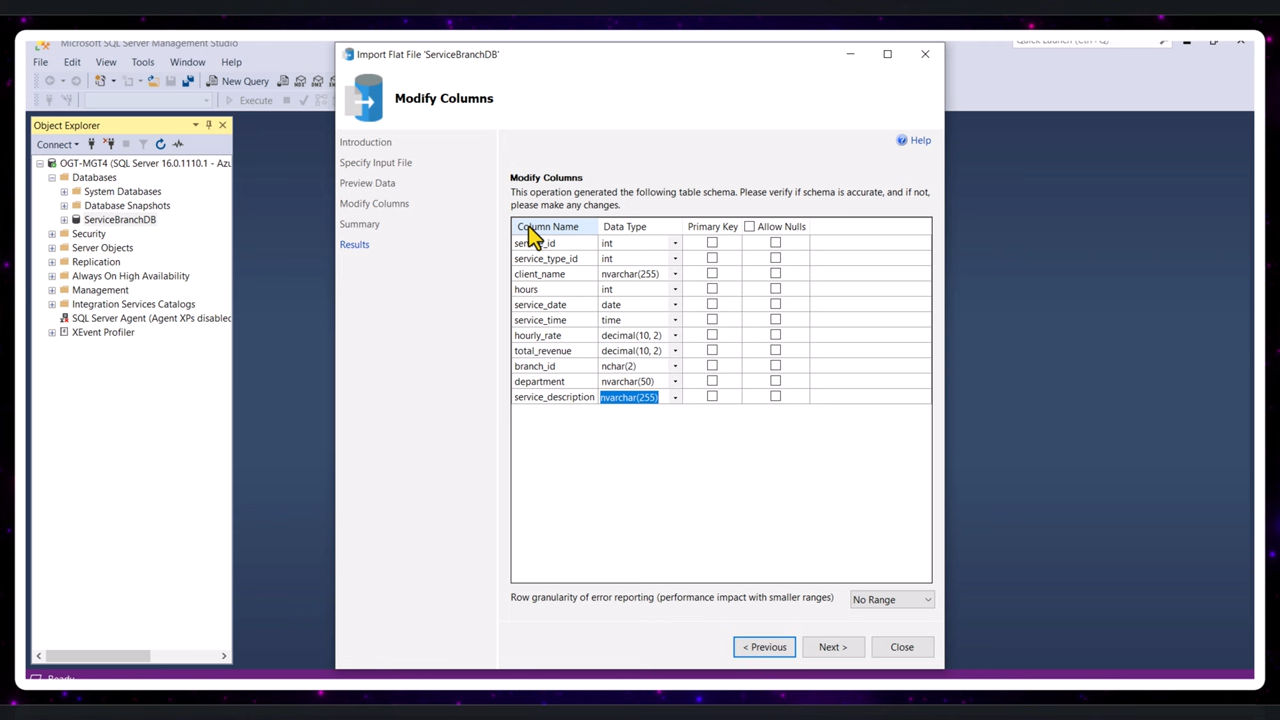 Microsoft SQL Server Management Studio
File Edit View Tools Window Help
New Query
Execute
Object Explorer
Connect
OGT-MGT4 (SQL Server 16.0.1110.1 - Azu
Databases
System Databases
Database Snapshots
ServiceBranchDB
Security
Server Objects
Replication
Always On High Availability
Management
Integration Services Catalogs
SQL Server Agent (Agent XPs disabled
XEvent Profiler
Ready
Import Flat File 'ServiceBranchDB'
Modify Columns
Help
Introduction
Specify Input File
Preview Data
Modify Columns
Summary
Results
Modify Columns
This operation generated the following table schema. Please verify if schema is accurate, and if not,
please make any changes.
Column Name Data Type Primary Key Allow Nulls
service_id int
service_type_id int
client_name nvarchar(255)
hours int
service_date date
service_time time
hourly_rate decimal(10, 2)
total_revenue decimal(10, 2)
branch_id nchar(2)
department nvarchar(50)
service_description nvarchar(255)
Row granularity of error reporting (performance impact with smaller ranges) No Range
< Previous Next > Close
Quick Launch (Ctrl+Q)